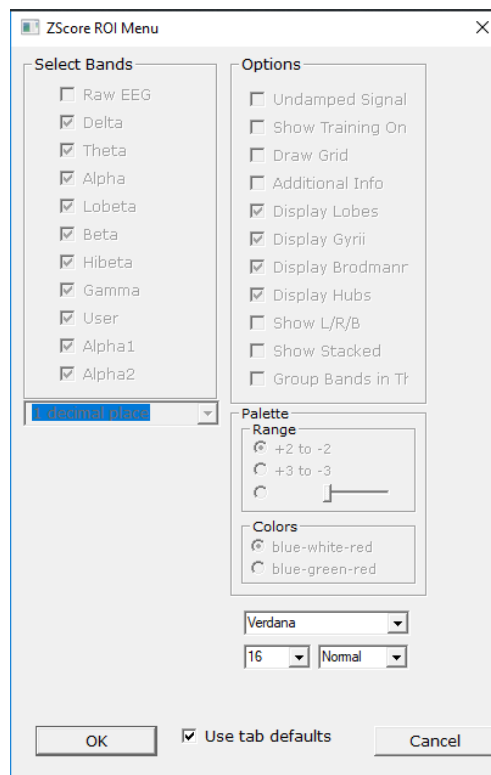 ZScore ROI Menu
Select Bands
Raw EEG
Delta
Theta
Alpha
Lobeta
Beta
Hibeta
Gamma
User
Alpha1
Alpha2
1 decimal place
Options
Undamped Signal
Show Training On
Draw Grid
Additional Info
Display Lobes
Display Gyrii
Display Brodmann
Display Hubs
Show L/R/B
Show Stacked
Group Bands in Th
Palette
Range
+2 to -2
+3 to -3
Colors
blue-white-red
blue-green-red
Verdana
16 Normal
OK Use tab defaults Cancel